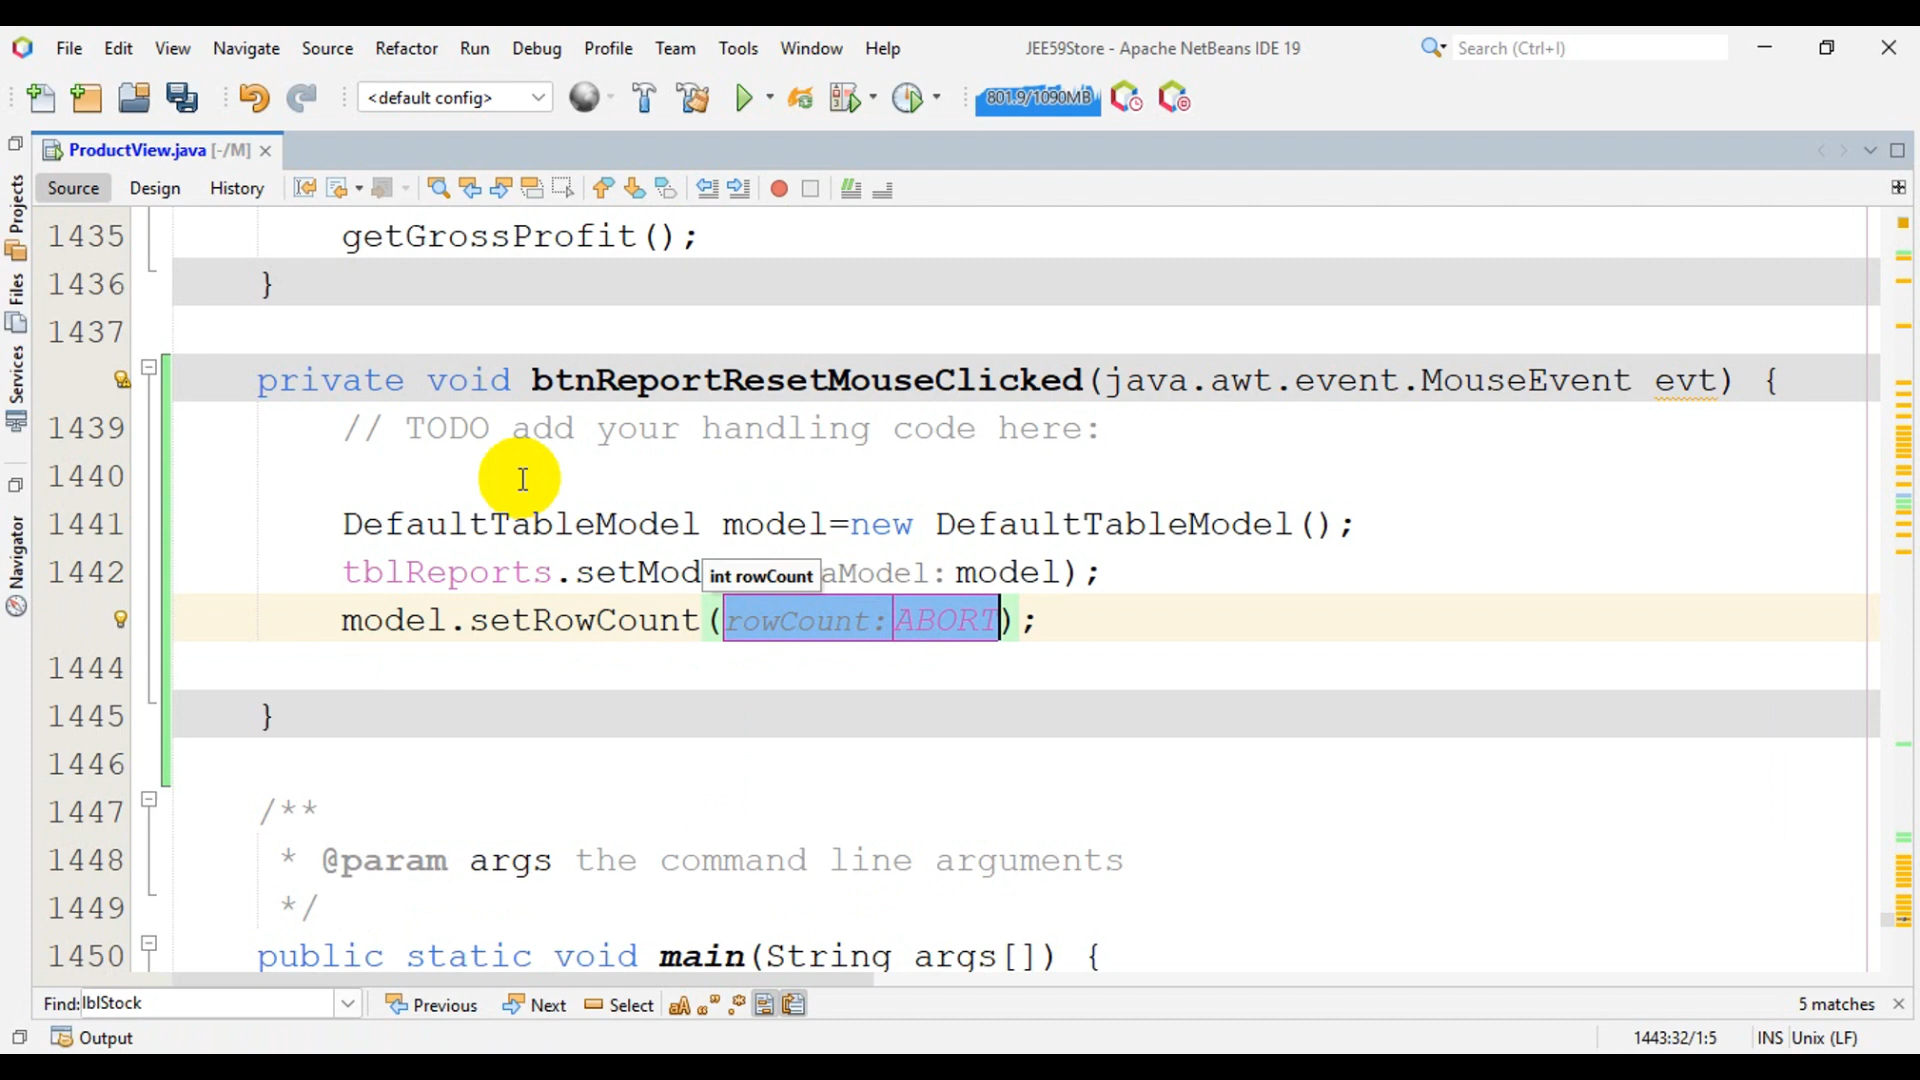 File Edit View Navigate Source Refactor Run Debug Profile Team Tools Window Help JEE59Store - Apache NetBeans IDE 19 Search (Ctrl+I)
<default config> 801.9/1090MB
ProductView.java [-/M]
Source Design History
Projects
Files
Services
Navigator
1435 getGrossProfit();
1436 }
1437
private void btnReportResetMouseClicked(java.awt.event.MouseEvent evt) {
1439 // TODO add your handling code here:
1440
1441 DefaultTableModel model=new DefaultTableModel();
1442 tblReports.setMod int rowCount aModel: model);
model.setRowCount(rowCount: ABORT);
1444
1445 }
1446
1447 /**
1448 * @param args the command line arguments
1449 */
1450 public static void main(String args[]) {
Find: lblStock Previous Next Select 5 matches
Output 1443:32/1:5 INS Unix (LF)